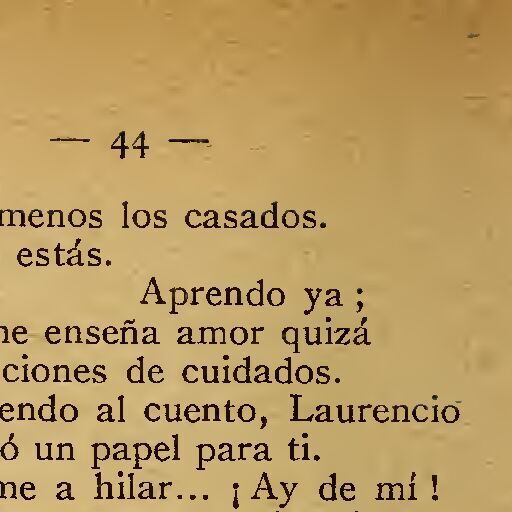 — 44 —
menos los casados.
estás.
Aprendo ya ;
enseña amor quizá
ciones de cuidados.
endo al cuento, Laurencio
ó un papel para ti.
me a hilar... ¡ Ay de mí !